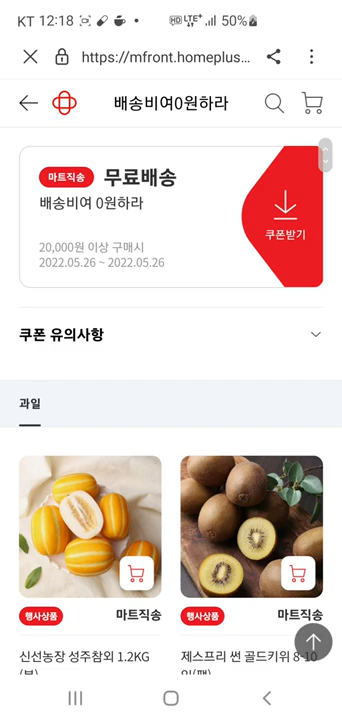 KT 12:18 50%
https://mfront.homeplus...
배송비여0원하라
마트직송 무료배송
배송비여 0원하라
쿠폰받기
20,000원 이상 구매시
2022.05.26 ~ 2022.05.26
쿠폰 유의사항
과일
행사상품 마트직송
행사상품 마트직송
신선농장 성주참외 1.2KG
제스프리 썬 골드키위 8-10